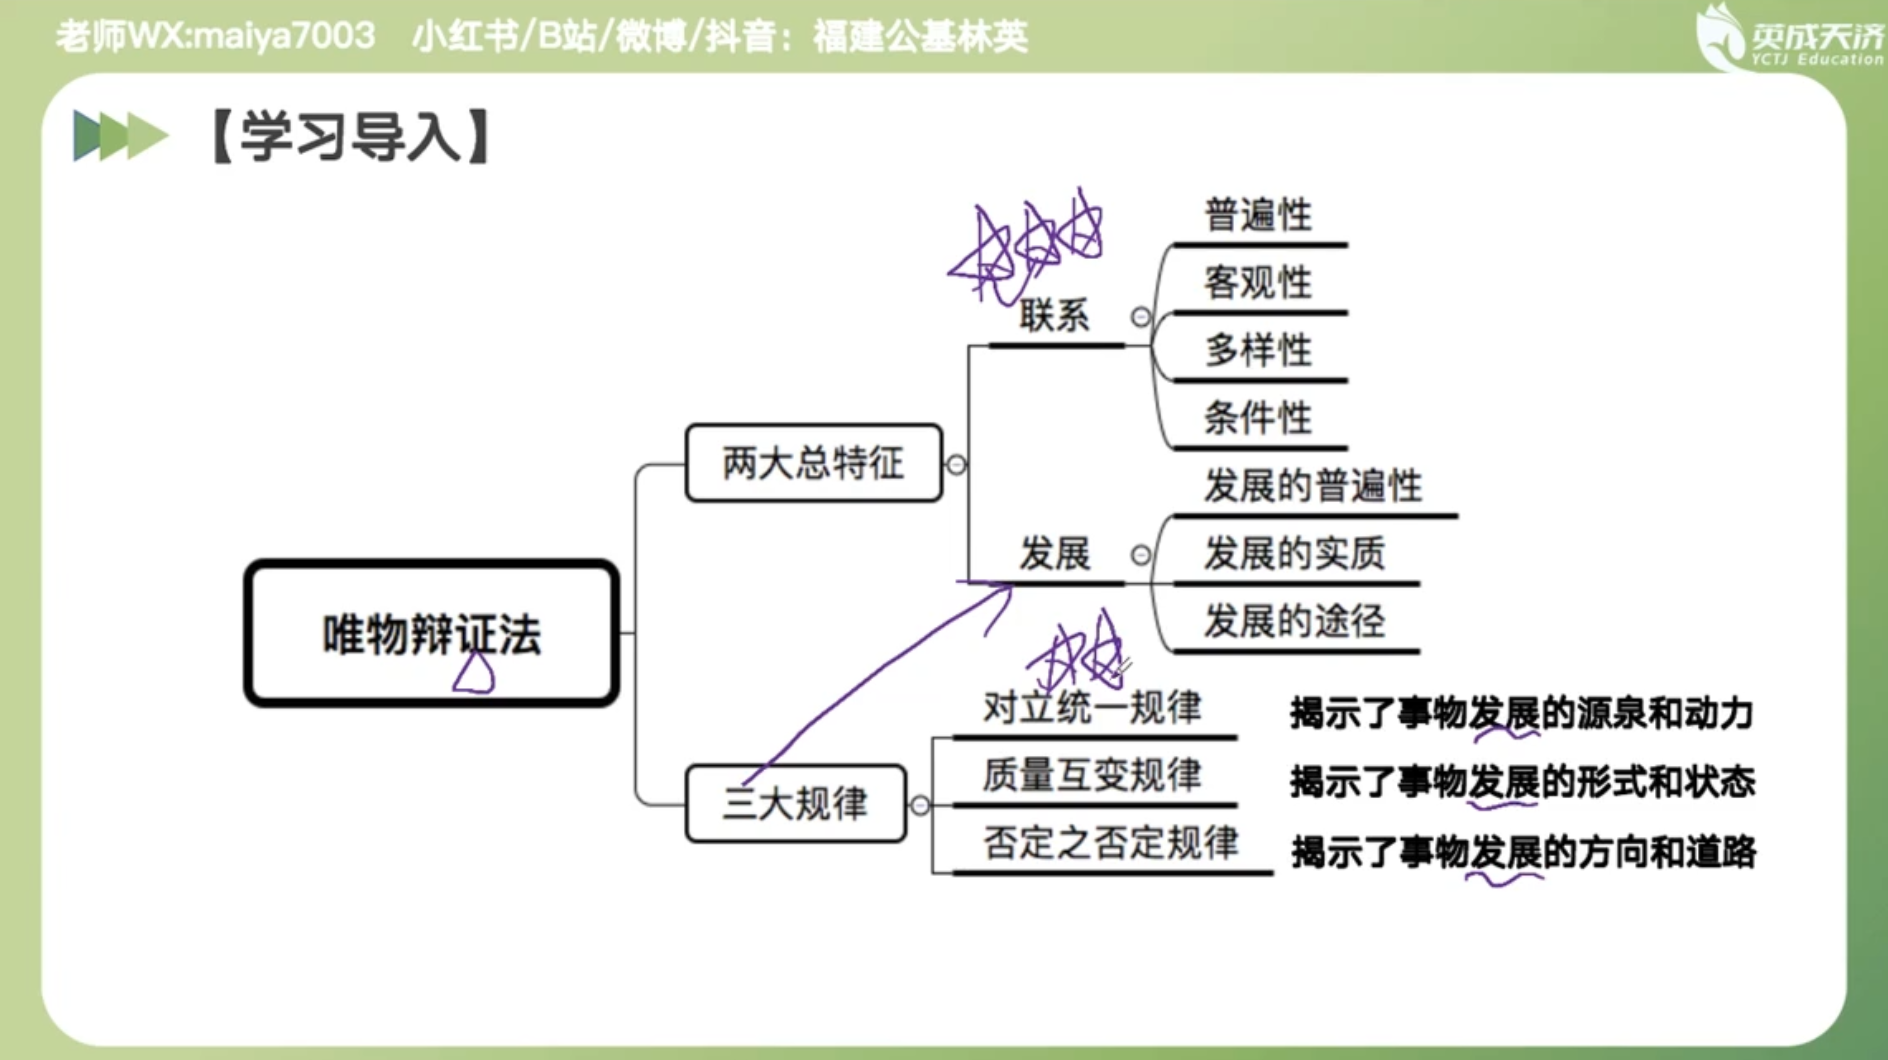 老师WX:maiya7003 小红书/B站/微博/抖音：福建公基林英
英成天济
YCTJ Education
【学习导入】
唯物辩证法
两大总特征
联系
普遍性
客观性
多样性
条件性
发展
发展的普遍性
发展的实质
发展的途径
三大规律
对立统一规律 揭示了事物发展的源泉和动力
质量互变规律 揭示了事物发展的形式和状态
否定之否定规律 揭示了事物发展的方向和道路